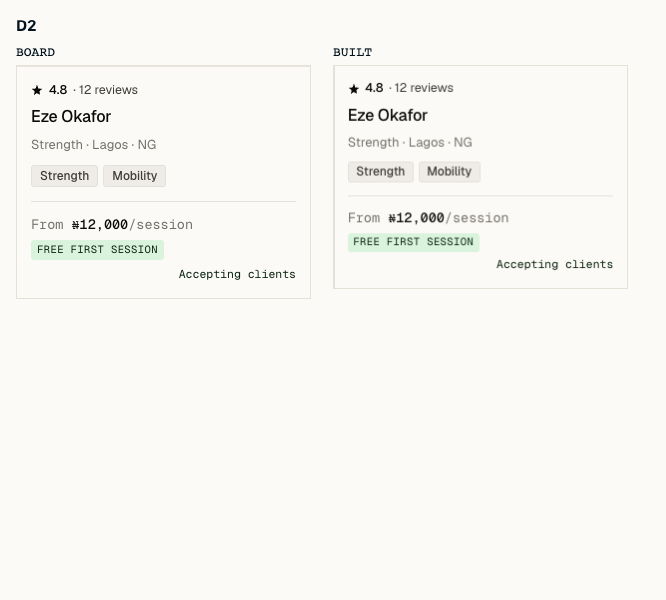 D2
BOARD
★ 4.8 · 12 reviews
Eze Okafor
Strength · Lagos · NG
Strength Mobility
From ₦12,000/session
FREE FIRST SESSION
Accepting clients
BUILT
★ 4.8 · 12 reviews
Eze Okafor
Strength · Lagos · NG
Strength Mobility
From ₦12,000/session
FREE FIRST SESSION
Accepting clients